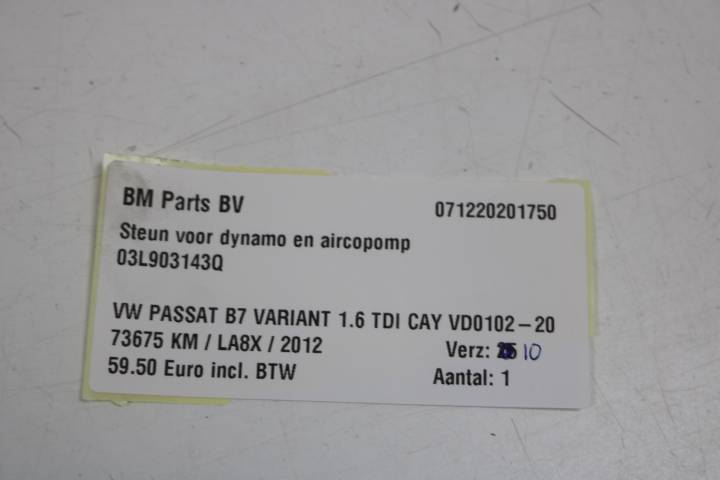 BM Parts BV 071220201750
Steun voor dynamo en aircopomp
03L903143Q
VW PASSAT B7 VARIANT 1.6 TDI CAY VD0102-20
73675 KM / LA8X / 2012 Verz: 10
59.50 Euro incl. BTW Aantal: 1